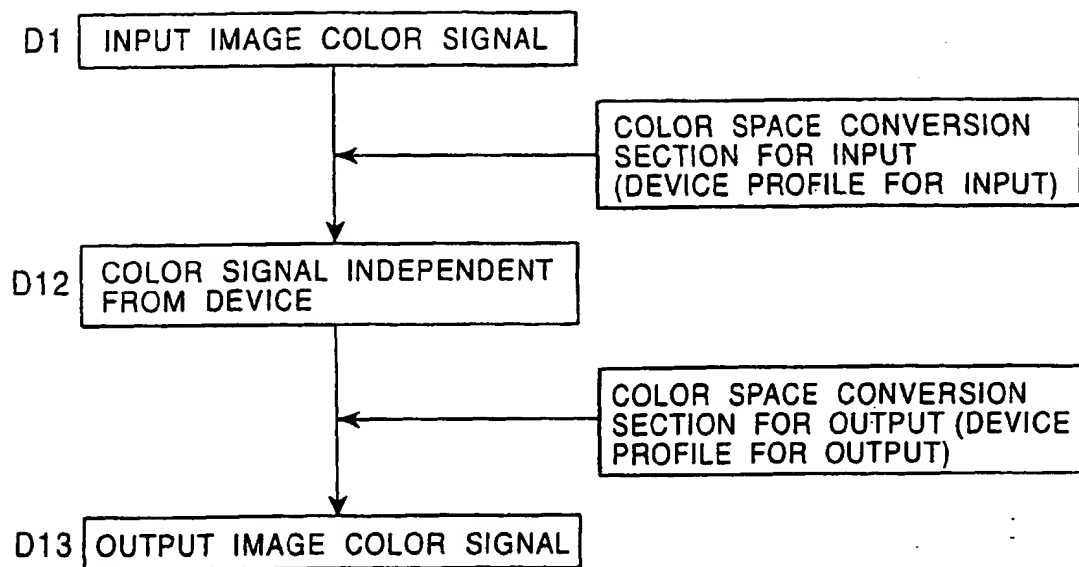 D1 INPUT IMAGE COLOR SIGNAL
COLOR SPACE CONVERSION
SECTION FOR INPUT
(DEVICE PROFILE FOR INPUT)
D12 COLOR SIGNAL INDEPENDENT
FROM DEVICE
COLOR SPACE CONVERSION
SECTION FOR OUTPUT (DEVICE
PROFILE FOR OUTPUT)
D13 OUTPUT IMAGE COLOR SIGNAL